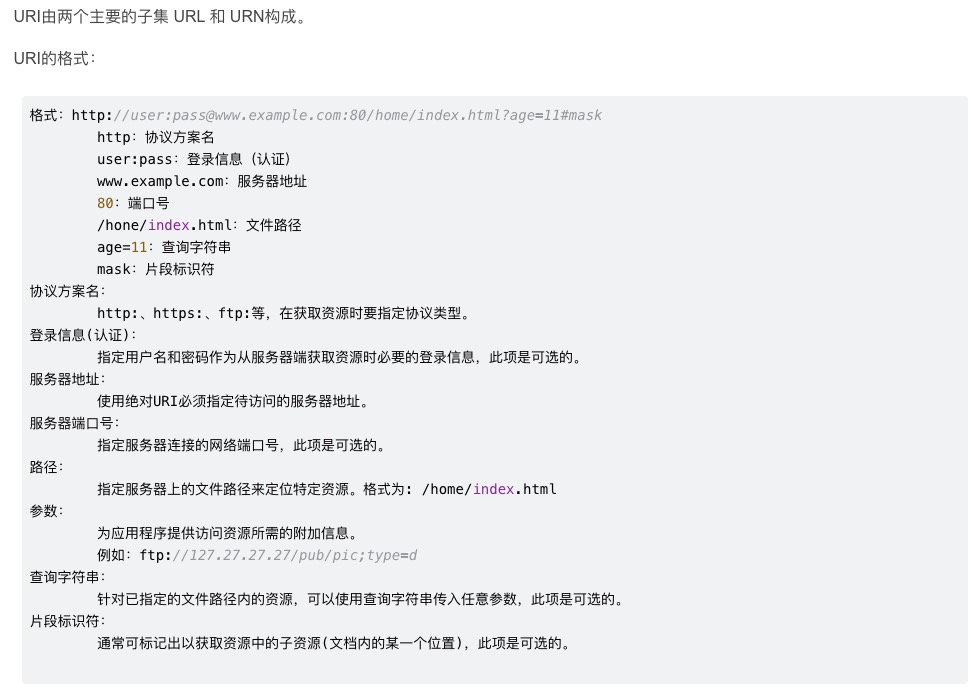 URI由两个主要的子集 URL 和 URN构成。
URI的格式：
格式：http://user:pass@www.example.com:80/home/index.html?age=11#mask
http：协议方案名
user:pass：登录信息（认证）
www.example.com：服务器地址
80：端口号
/hone/index.html：文件路径
age=11：查询字符串
mask：片段标识符
协议方案名：
http:、https:、ftp:等，在获取资源时要指定协议类型。
登录信息(认证)：
指定用户名和密码作为从服务器端获取资源时必要的登录信息，此项是可选的。
服务器地址：
使用绝对URI必须指定待访问的服务器地址。
服务器端口号：
指定服务器连接的网络端口号，此项是可选的。
路径：
指定服务器上的文件路径来定位特定资源。格式为: /home/index.html
参数：
为应用程序提供访问资源所需的附加信息。
例如：ftp://127.27.27.27/pub/pic;type=d
查询字符串：
针对已指定的文件路径内的资源，可以使用查询字符串传入任意参数，此项是可选的。
片段标识符：
通常可标记出以获取资源中的子资源(文档内的某一个位置)，此项是可选的。